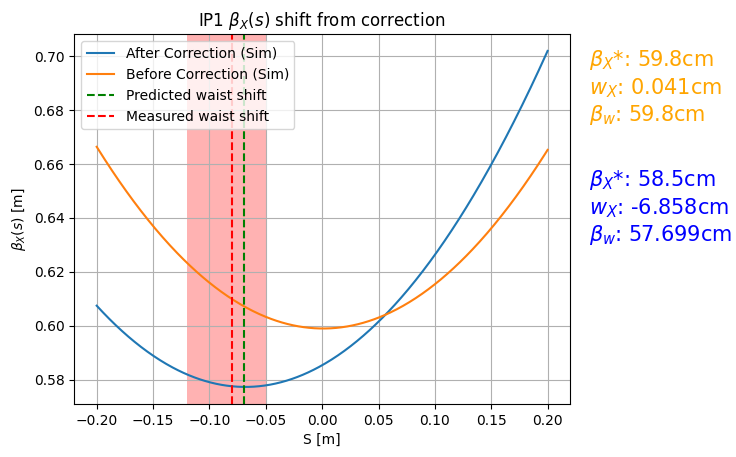 IP1 βX(s) shift from correction
After Correction (Sim)
Before Correction (Sim)
Predicted waist shift
Measured waist shift
βX(s) [m]
0.70
0.68
0.66
0.64
0.62
0.60
0.58
−0.20 −0.15 −0.10 −0.05 0.00 0.05 0.10 0.15 0.20
S [m]
βX*: 59.8cm
wX: 0.041cm
βw: 59.8cm
βX*: 58.5cm
wX: -6.858cm
βw: 57.699cm